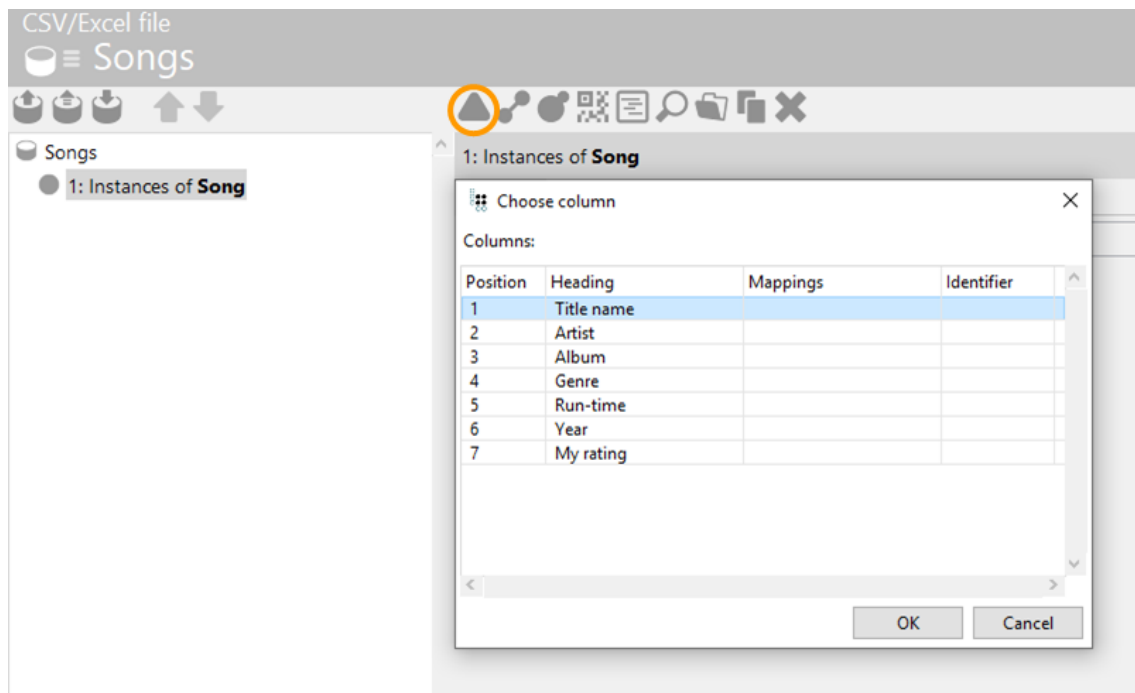 CSV/Excel file
Songs
Songs
1: Instances of Song
1: Instances of Song
Choose column
Columns:
Position Heading Mappings Identifier
1 Title name
2 Artist
3 Album
4 Genre
5 Run-time
6 Year
7 My rating
OK Cancel